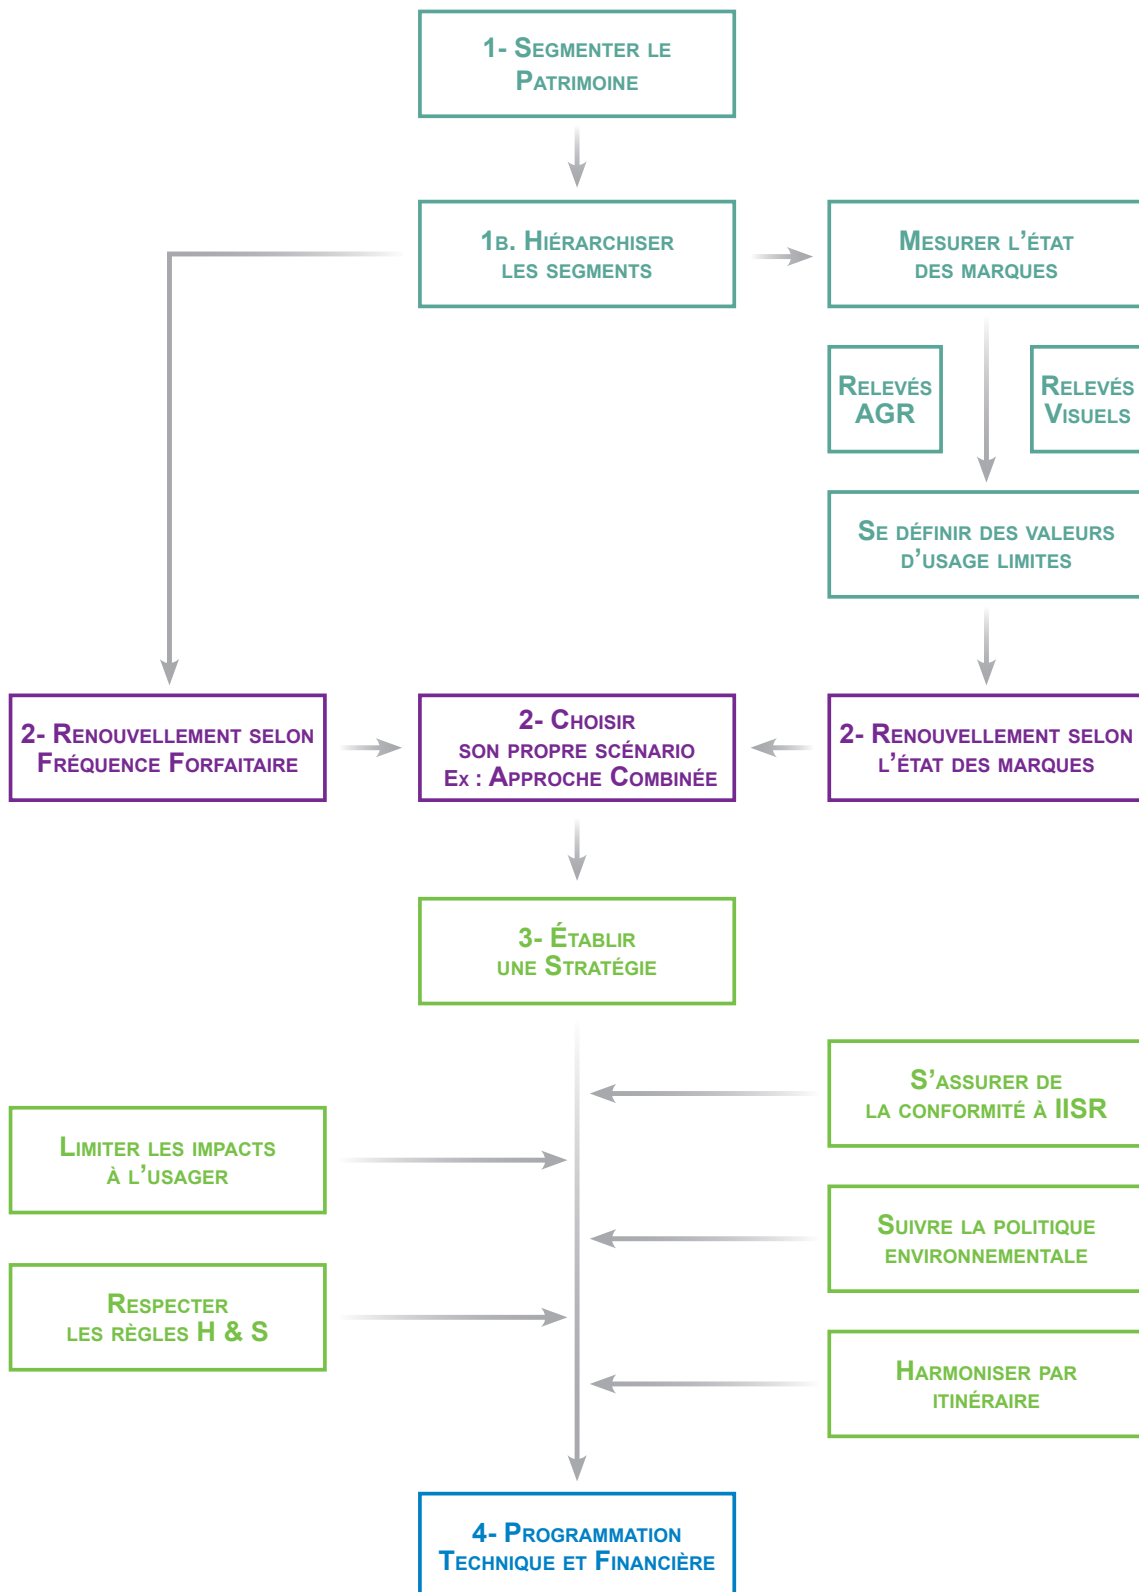 1- Segmenter le
Patrimoine
1b. Hiérarchiser
les segments
Mesurer l'état
des marques
Relevés
AGR
Relevés
Visuels
Se définir des valeurs
d'usage limites
2- Renouvellement selon
Fréquence Forfaitaire
2- Choisir
son propre scénario
Ex : Approche Combinée
2- Renouvellement selon
l'état des marques
3- Établir
une Stratégie
S'assurer de
la conformité à IISR
Limiter les impacts
à l'usager
Suivre la politique
environnementale
Respecter
les règles H & S
Harmoniser par
itinéraire
4- Programmation
Technique et Financière